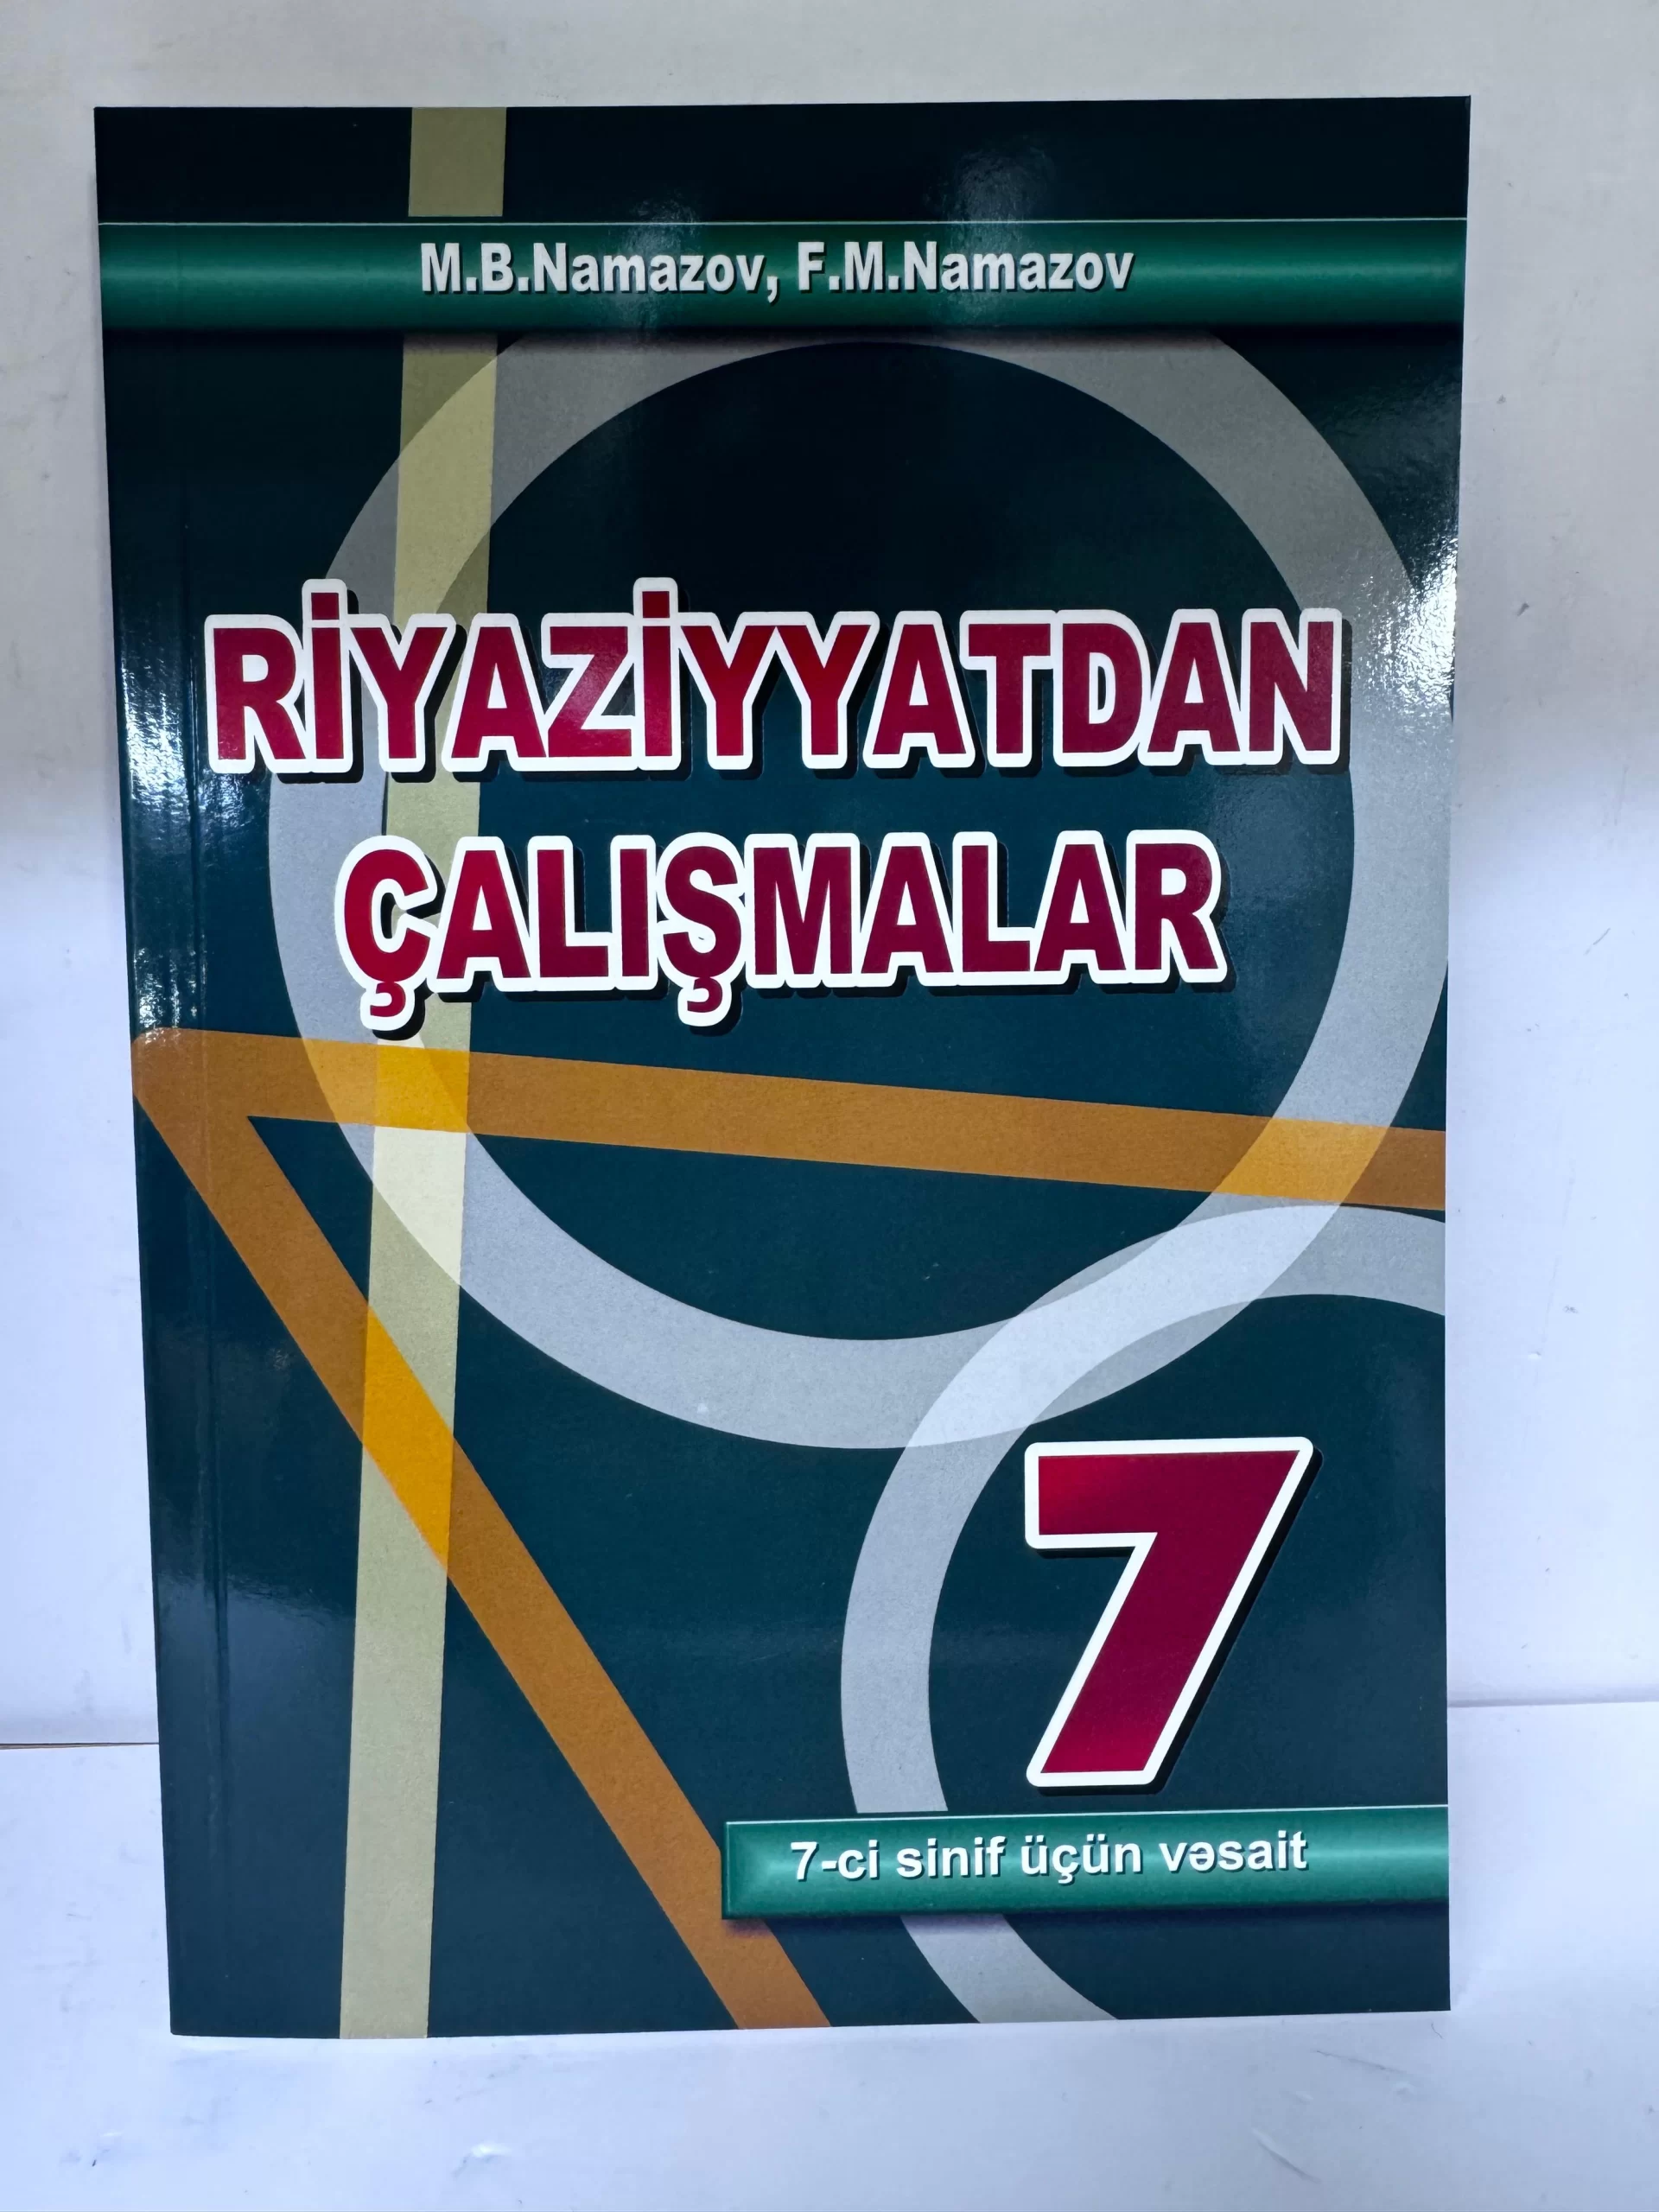 M.B.Namazov, F.M.Namazov
RİYAZİYYATDAN
ÇALIŞMALAR
7
7-ci sinif üçün vəsait